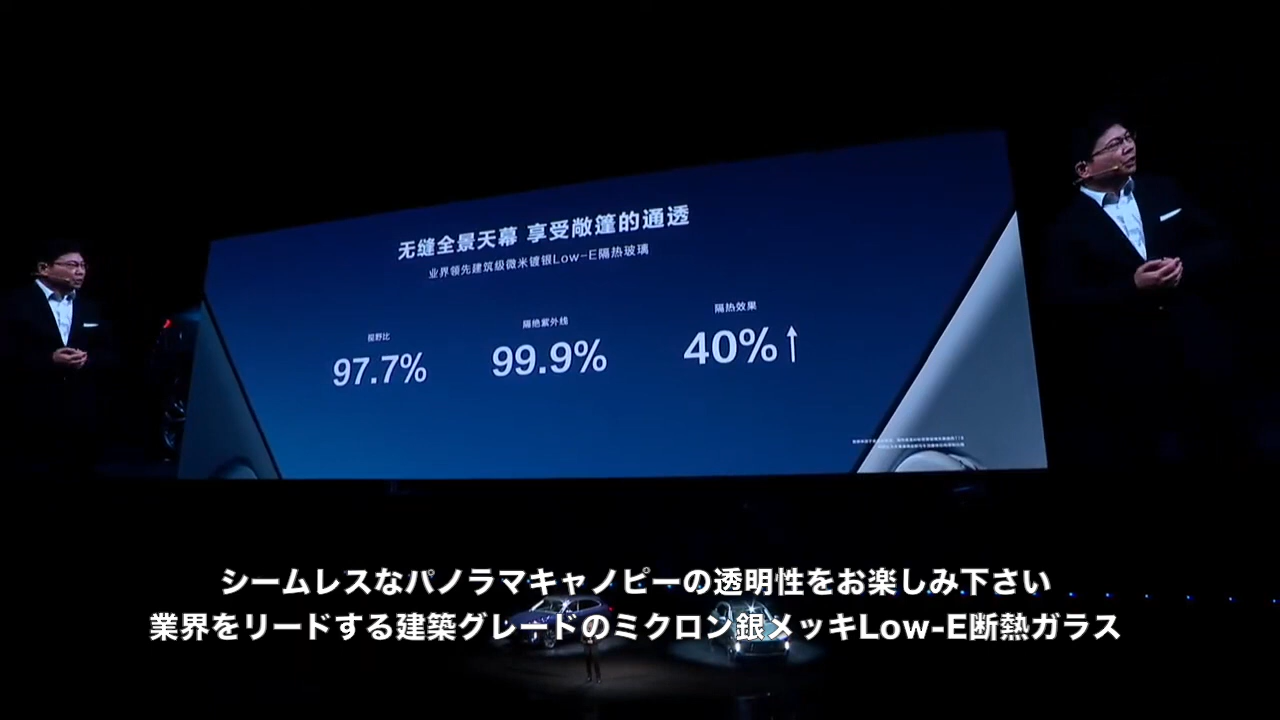 无缝全景天幕 享受敞篷的通透
业界领先建筑级微米镀银Low-E隔热玻璃
视野比
隔绝紫外线
隔热效果
97.7%
99.9%
40%↑
シームレスなパノラマキャノピーの透明性をお楽しみ下さい
業界をリードする建築グレードのミクロン銀メッキLow-E断熱ガラス